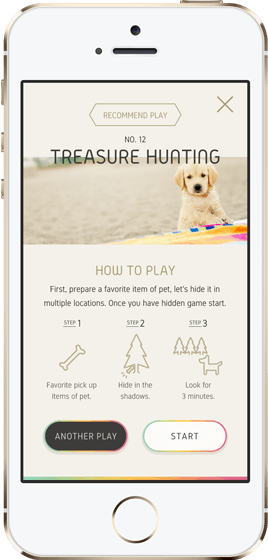 RECOMMEND PLAY
NO. 12
TREASURE HUNTING
HOW TO PLAY
First, prepare a favorite item of pet, let's hide it in
multiple locations. Once you have hidden game start.
STEP 1
STEP 2
STEP 3
Favorite pick up
Items of pet.
Hide in the
shadows.
Look for
3 minutes.
ANOTHER PLAY
START